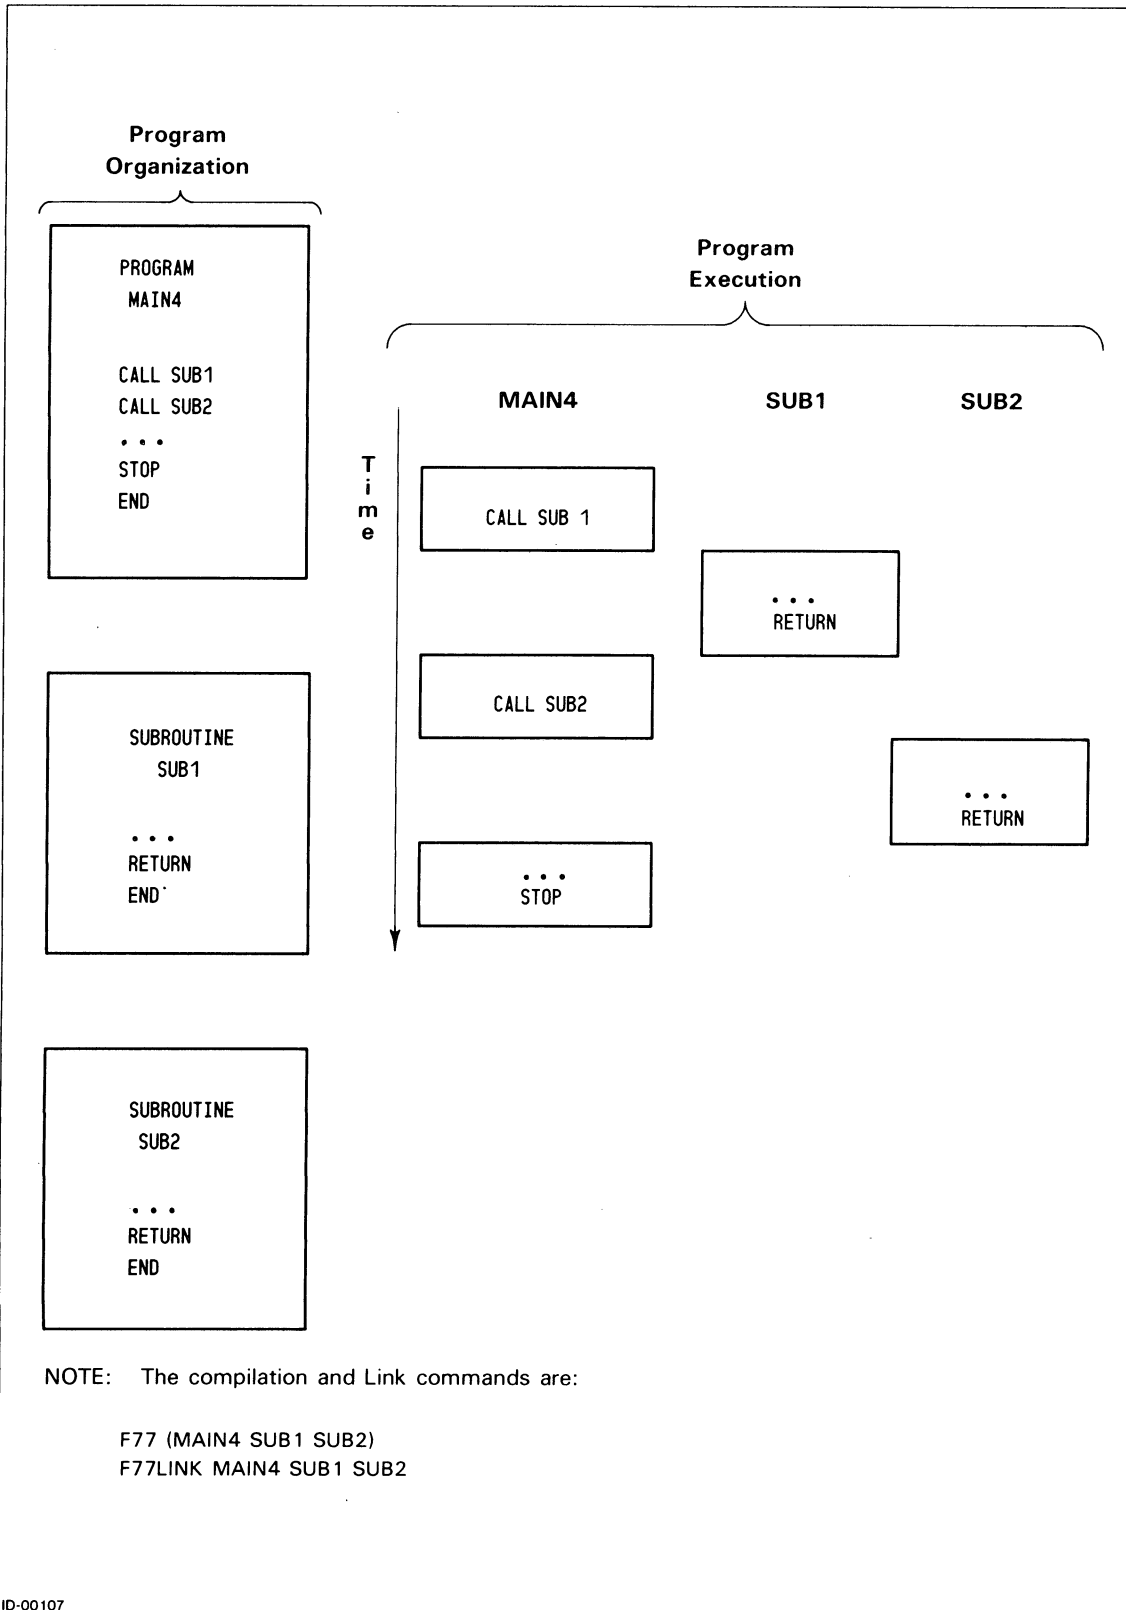 Program
Organization
PROGRAM
MAIN4
CALL SUB1
CALL SUB2
...
STOP
END
SUBROUTINE
SUB1
...
RETURN
END
SUBROUTINE
SUB2
...
RETURN
END
Program
Execution
MAIN4 SUB1 SUB2
Time
CALL SUB 1
...
RETURN
CALL SUB2
...
RETURN
...
STOP
NOTE: The compilation and Link commands are:
F77 (MAIN4 SUB1 SUB2)
F77LINK MAIN4 SUB1 SUB2
ID-00107